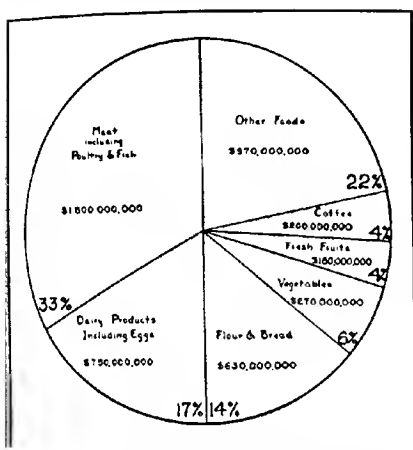 Meat
including
Poultry & Fish
$1500 000,000
Other Foods
$970,000,000
22%
Coffee
$200,000,000
4%
Fresh Fruits
$180,000,000
4%
Vegetables
$270,000,000
6%
33%
Dairy Products
Including Eggs
$750,000,000
17%
Flour & Bread
$630,000,000
14%